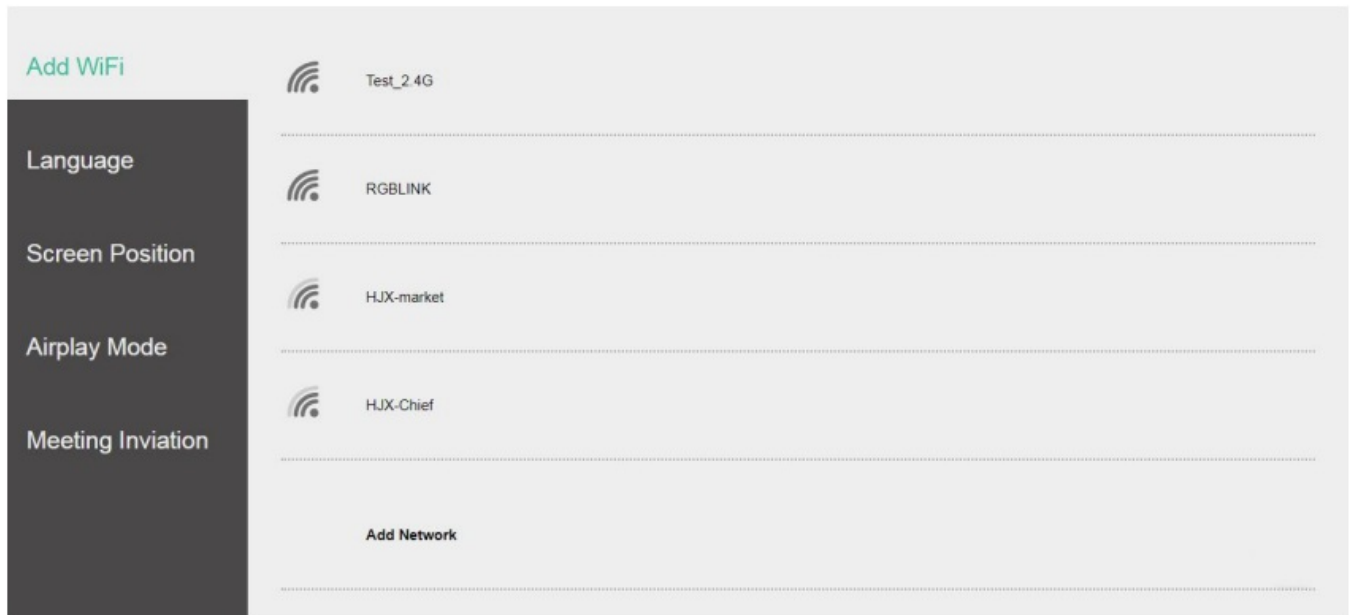 Add WiFi
Language
Screen Position
Airplay Mode
Meeting Inviation
Test_2.4G
RGBLINK
HJX-market
HJX-Chief
Add Network